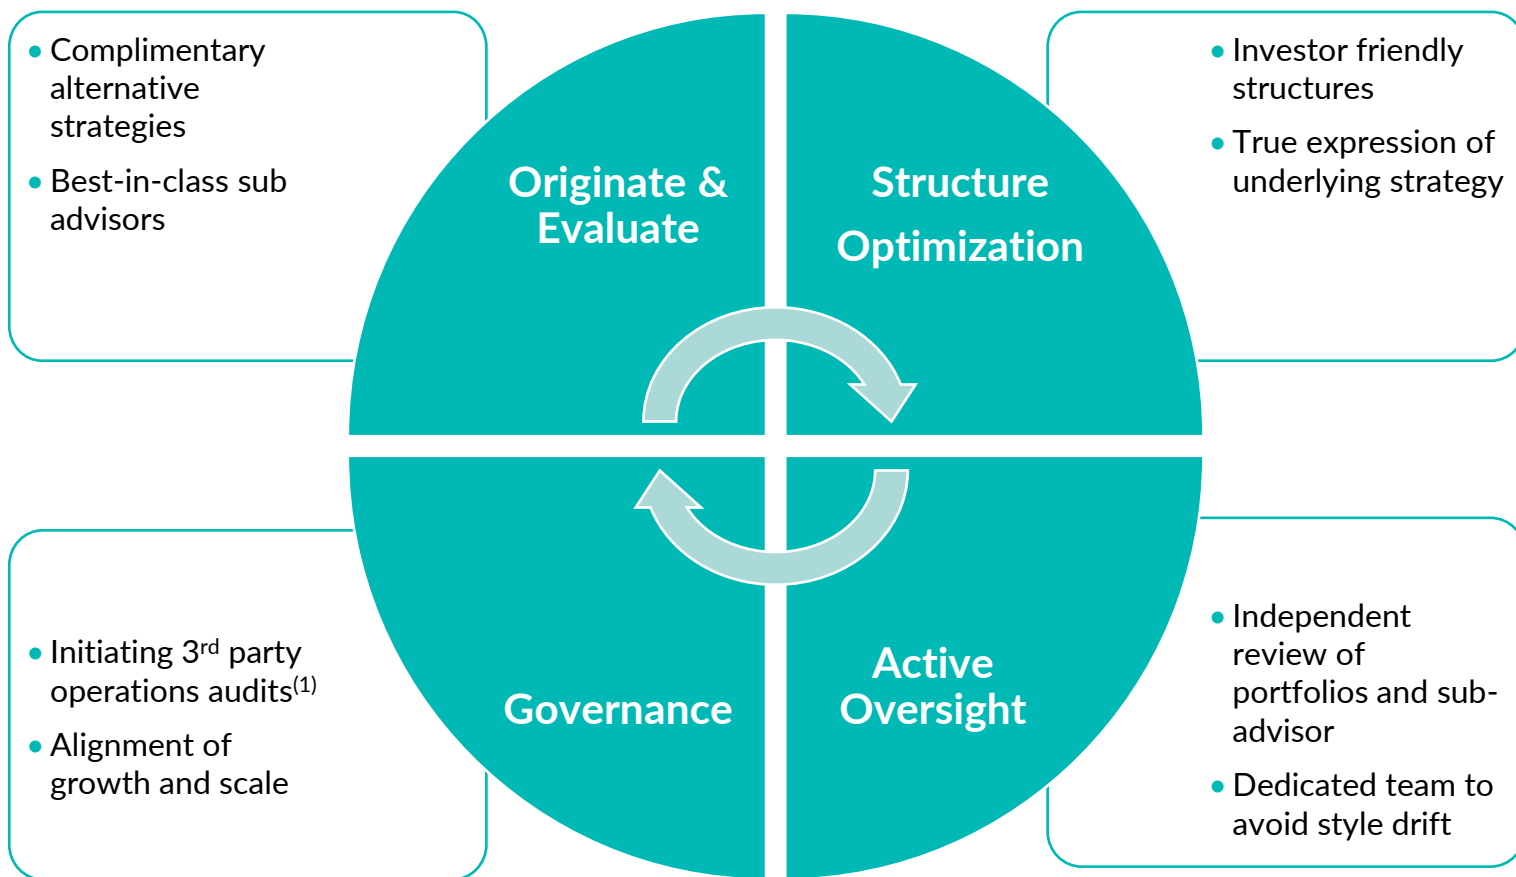 • Complimentary
alternative
strategies
• Best-in-class sub
advisors
Originate &
Evaluate
Structure
Optimization
• Investor friendly
structures
• True expression of
underlying strategy
• Initiating 3rd party
operations audits(1)
• Alignment of
growth and scale
Governance
Active
Oversight
• Independent
review of
portfolios and sub-
advisor
• Dedicated team to
avoid style drift